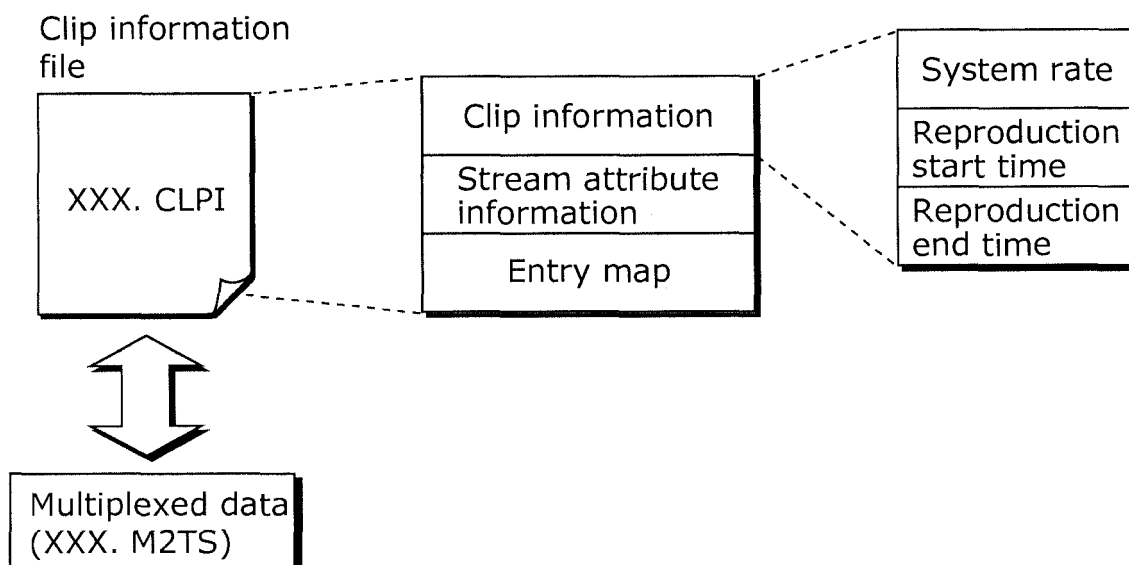 Clip information
file
XXX. CLPI
Clip information
Stream attribute
information
Entry map
System rate
Reproduction
start time
Reproduction
end time
Multiplexed data
(XXX. M2TS)